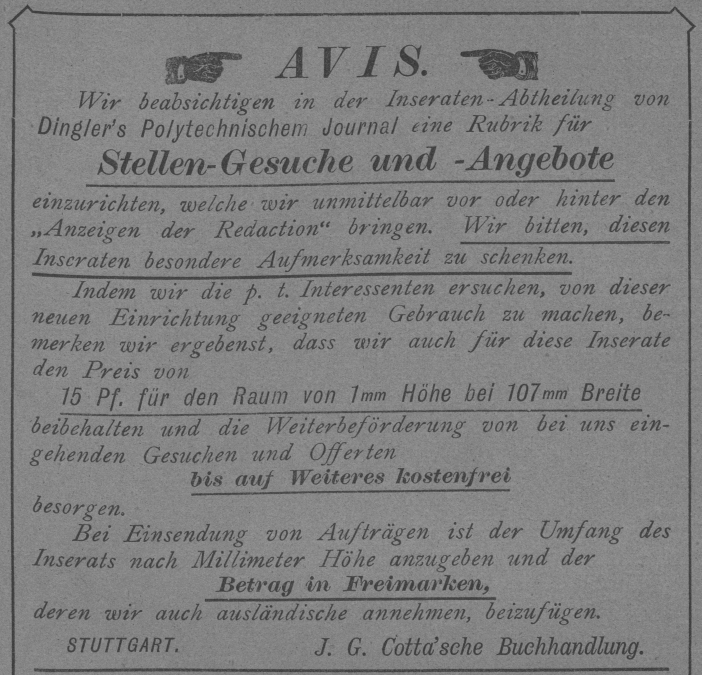 AVIS.
Wir beabsichtigen in der Inseraten-Abtheilung von
Dingler's Polytechnischem Journal eine Rubrik für
Stellen-Gesuche und -Angebote
einzurichten, welche wir unmittelbar vor oder hinter den
„Anzeigen der Redaction“ bringen. Wir bitten, diesen
Inseraten besondere Aufmerksamkeit zu schenken.
Indem wir die p. t. Interessenten ersuchen, von dieser
neuen Einrichtung geeigneten Gebrauch zu machen, be-
merken wir ergebenst, dass wir auch für diese Inserate
den Preis von
15 Pf. für den Raum von 1mm Höhe bei 107mm Breite
beibehalten und die Weiterbeförderung von bei uns ein-
gehenden Gesuchen und Offerten
bis auf Weiteres kostenfrei
besorgen.
Bei Einsendung von Aufträgen ist der Umfang des
Inserats nach Millimeter Höhe anzugeben und der
Betrag in Freimarken,
deren wir auch ausländische annehmen, beizufügen.
STUTTGART. J. G. Cotta'sche Buchhandlung.